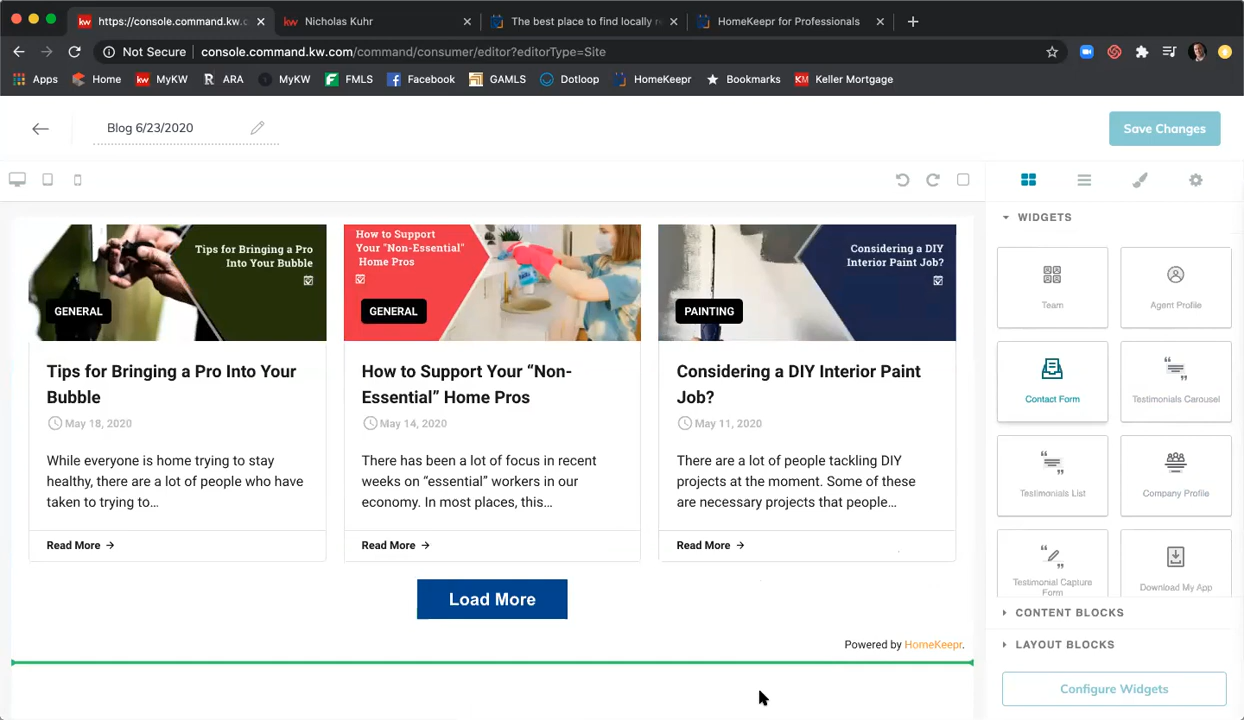 https://console.command.kw.co
Nicholas Kuhr
The best place to find locally r
HomeKeepr for Professionals
Not Secure
console.command.kw.com/command/consumer/editor?editorType=Site
Apps
Home
MyKW
ARA
MyKW
FMLS
Facebook
GAMLS
Dotloop
HomeKeepr
Bookmarks
Keller Mortgage
Blog 6/23/2020
Save Changes
WIDGETS
Tips for Bringing a Pro
Into Your Bubble
GENERAL
How to Support
Your "Non-Essential"
Home Pros
GENERAL
Considering a DIY
Interior Paint Job?
PAINTING
Tips for Bringing a Pro Into Your
Bubble
May 18, 2020
While everyone is home trying to stay
healthy, there are a lot of people who have
taken to trying to…
Read More →
How to Support Your “Non-
Essential” Home Pros
May 14, 2020
There has been a lot of focus in recent
weeks on “essential” workers in our
economy. In most places, this…
Read More →
Considering a DIY Interior Paint
Job?
May 11, 2020
There are a lot of people tackling DIY
projects at the moment. Some of these
are necessary projects that people…
Read More →
Load More
Powered by HomeKeepr.
Team
Agent Profile
Contact Form
Testimonials Carousel
Testimonials List
Company Profile
Testimonial Capture
Form
Download My App
CONTENT BLOCKS
LAYOUT BLOCKS
Configure Widgets